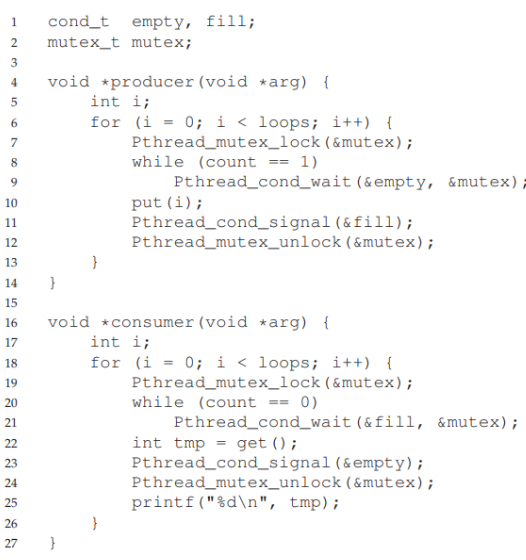 1 cond_t empty, fill;
2 mutex_t mutex;
3
4 void *producer(void *arg) {
5 int i;
6 for (i = 0; i < loops; i++) {
7 Pthread_mutex_lock(&mutex);
8 while (count == 1)
9 Pthread_cond_wait(&empty, &mutex);
10 put(i);
11 Pthread_cond_signal(&fill);
12 Pthread_mutex_unlock(&mutex);
13 }
14 }
15
16 void *consumer(void *arg) {
17 int i;
18 for (i = 0; i < loops; i++) {
19 Pthread_mutex_lock(&mutex);
20 while (count == 0)
21 Pthread_cond_wait(&fill, &mutex);
22 int tmp = get();
23 Pthread_cond_signal(&empty);
24 Pthread_mutex_unlock(&mutex);
25 printf("%d\n", tmp);
26 }
27 }